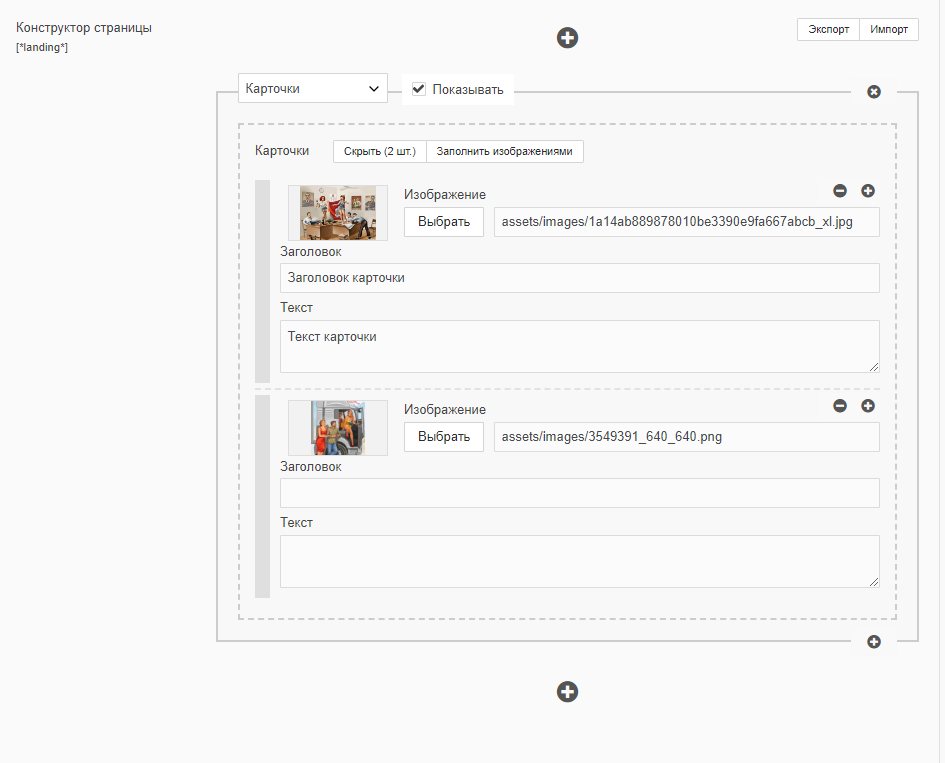 Конструктор страницы
[*landing*]
Экспорт
Импорт
Карточки
Показывать
Карточки
Скрыть (2 шт.)
Заполнить изображениями
Изображение
Выбрать
assets/images/1a14ab889878010be3390e9fa667abcb_xl.jpg
Заголовок
Заголовок карточки
Текст
Текст карточки
Изображение
Выбрать
assets/images/3549391_640_640.png
Заголовок
Текст